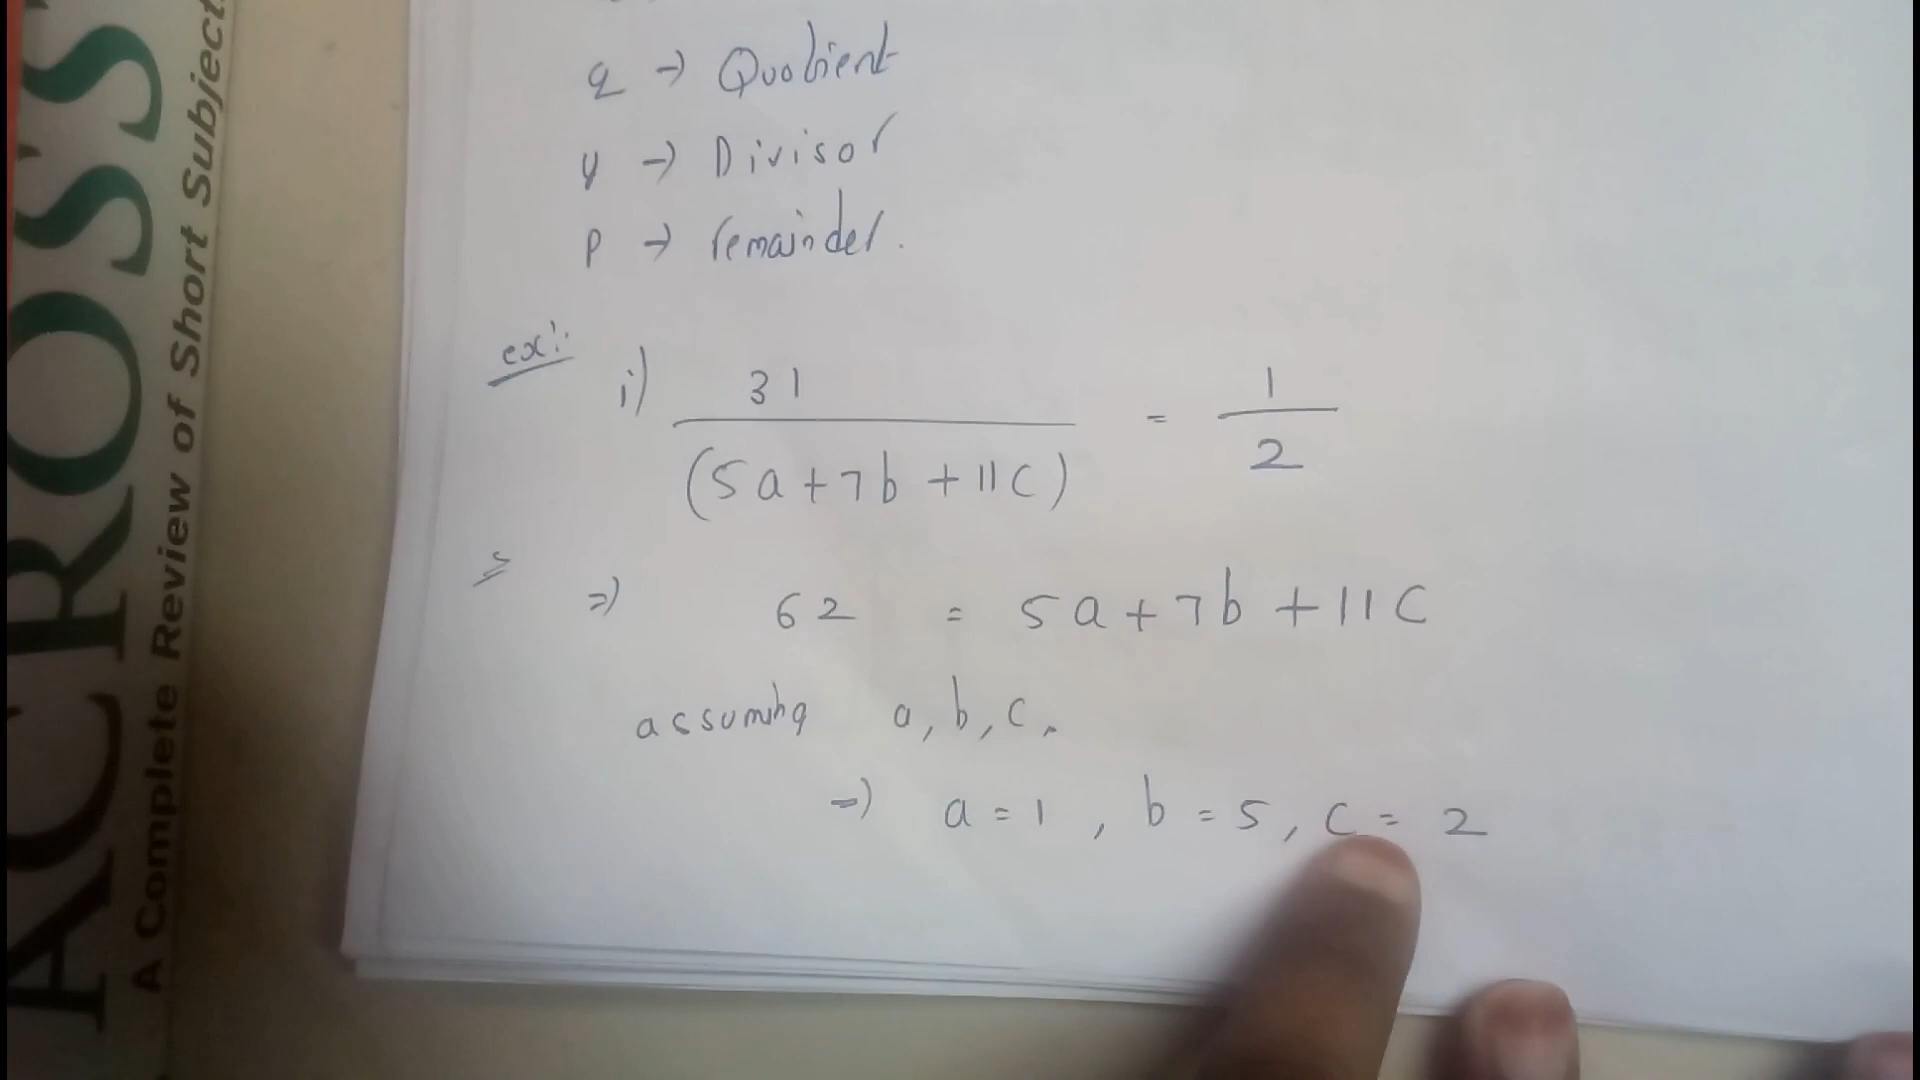 ACROSS
A Complete Review of Short Subject
q → Quotient
y → Divisor
p → remainder.
ex:
i) 31 / (5a+7b+11c) = 1/2
⇒ 62 = 5a+7b+11c
assuming a, b, c.
⇒ a = 1, b = 5, c = 2